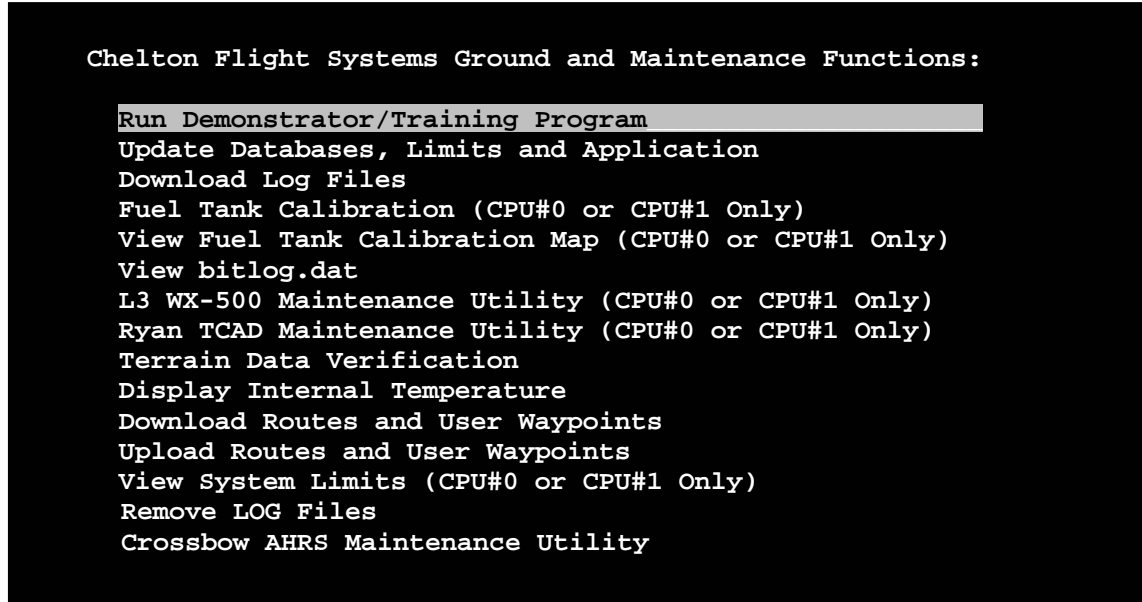 Chelton Flight Systems Ground and Maintenance Functions:
Run Demonstrator/Training Program
Update Databases, Limits and Application
Download Log Files
Fuel Tank Calibration (CPU#0 or CPU#1 Only)
View Fuel Tank Calibration Map (CPU#0 or CPU#1 Only)
View bitlog.dat
L3 WX-500 Maintenance Utility (CPU#0 or CPU#1 Only)
Ryan TCAD Maintenance Utility (CPU#0 or CPU#1 Only)
Terrain Data Verification
Display Internal Temperature
Download Routes and User Waypoints
Upload Routes and User Waypoints
View System Limits (CPU#0 or CPU#1 Only)
Remove LOG Files
Crossbow AHRS Maintenance Utility